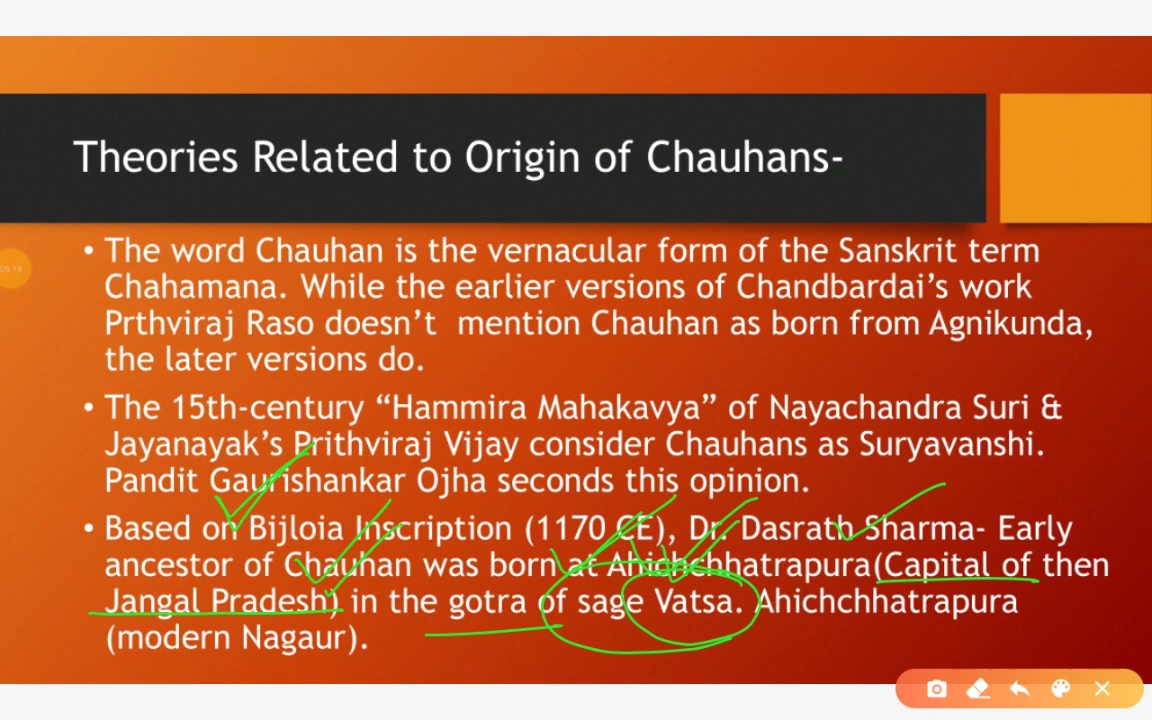 Theories Related to Origin of Chauhans-
• The word Chauhan is the vernacular form of the Sanskrit term
Chahamana. While the earlier versions of Chandbardai’s work
Prthviraj Raso doesn’t mention Chauhan as born from Agnikunda,
05:19
the later versions do.
• The 15th-century “Hammira Mahakavya” of Nayachandra Suri &
Jayanayak’s Prithviraj Vijay consider Chauhans as Suryavanshi.
Pandit Gaurishankar Ojha seconds this opinion.
• Based on Bijloia Inscription (1170 CE), Dr. Dasrath Sharma- Early
ancestor of Chauhan was born at Ahichchhatrapura(Capital of then
Jangal Pradesh) in the gotra of sage Vatsa. Ahichchhatrapura
(modern Nagaur).